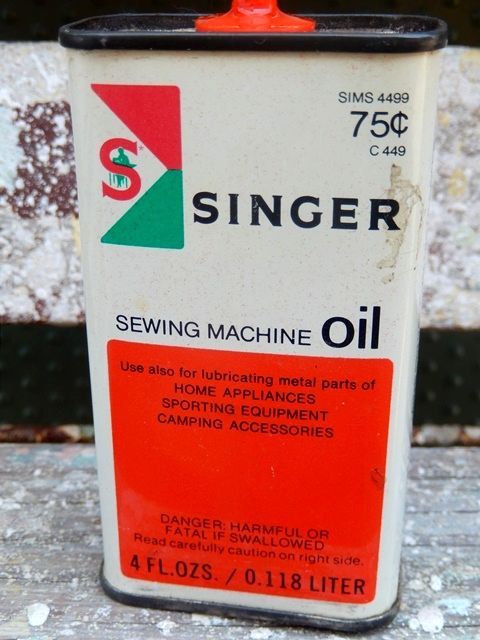 SIMS 4499
75¢
C 449
S*
SINGER
SEWING MACHINE oil
Use also for lubricating metal parts of
HOME APPLIANCES
SPORTING EQUIPMENT
CAMPING ACCESSORIES
DANGER: HARMFUL OR
FATAL IF SWALLOWED
Read carefully caution on right side.
4 FL.OZS. / 0.118 LITER